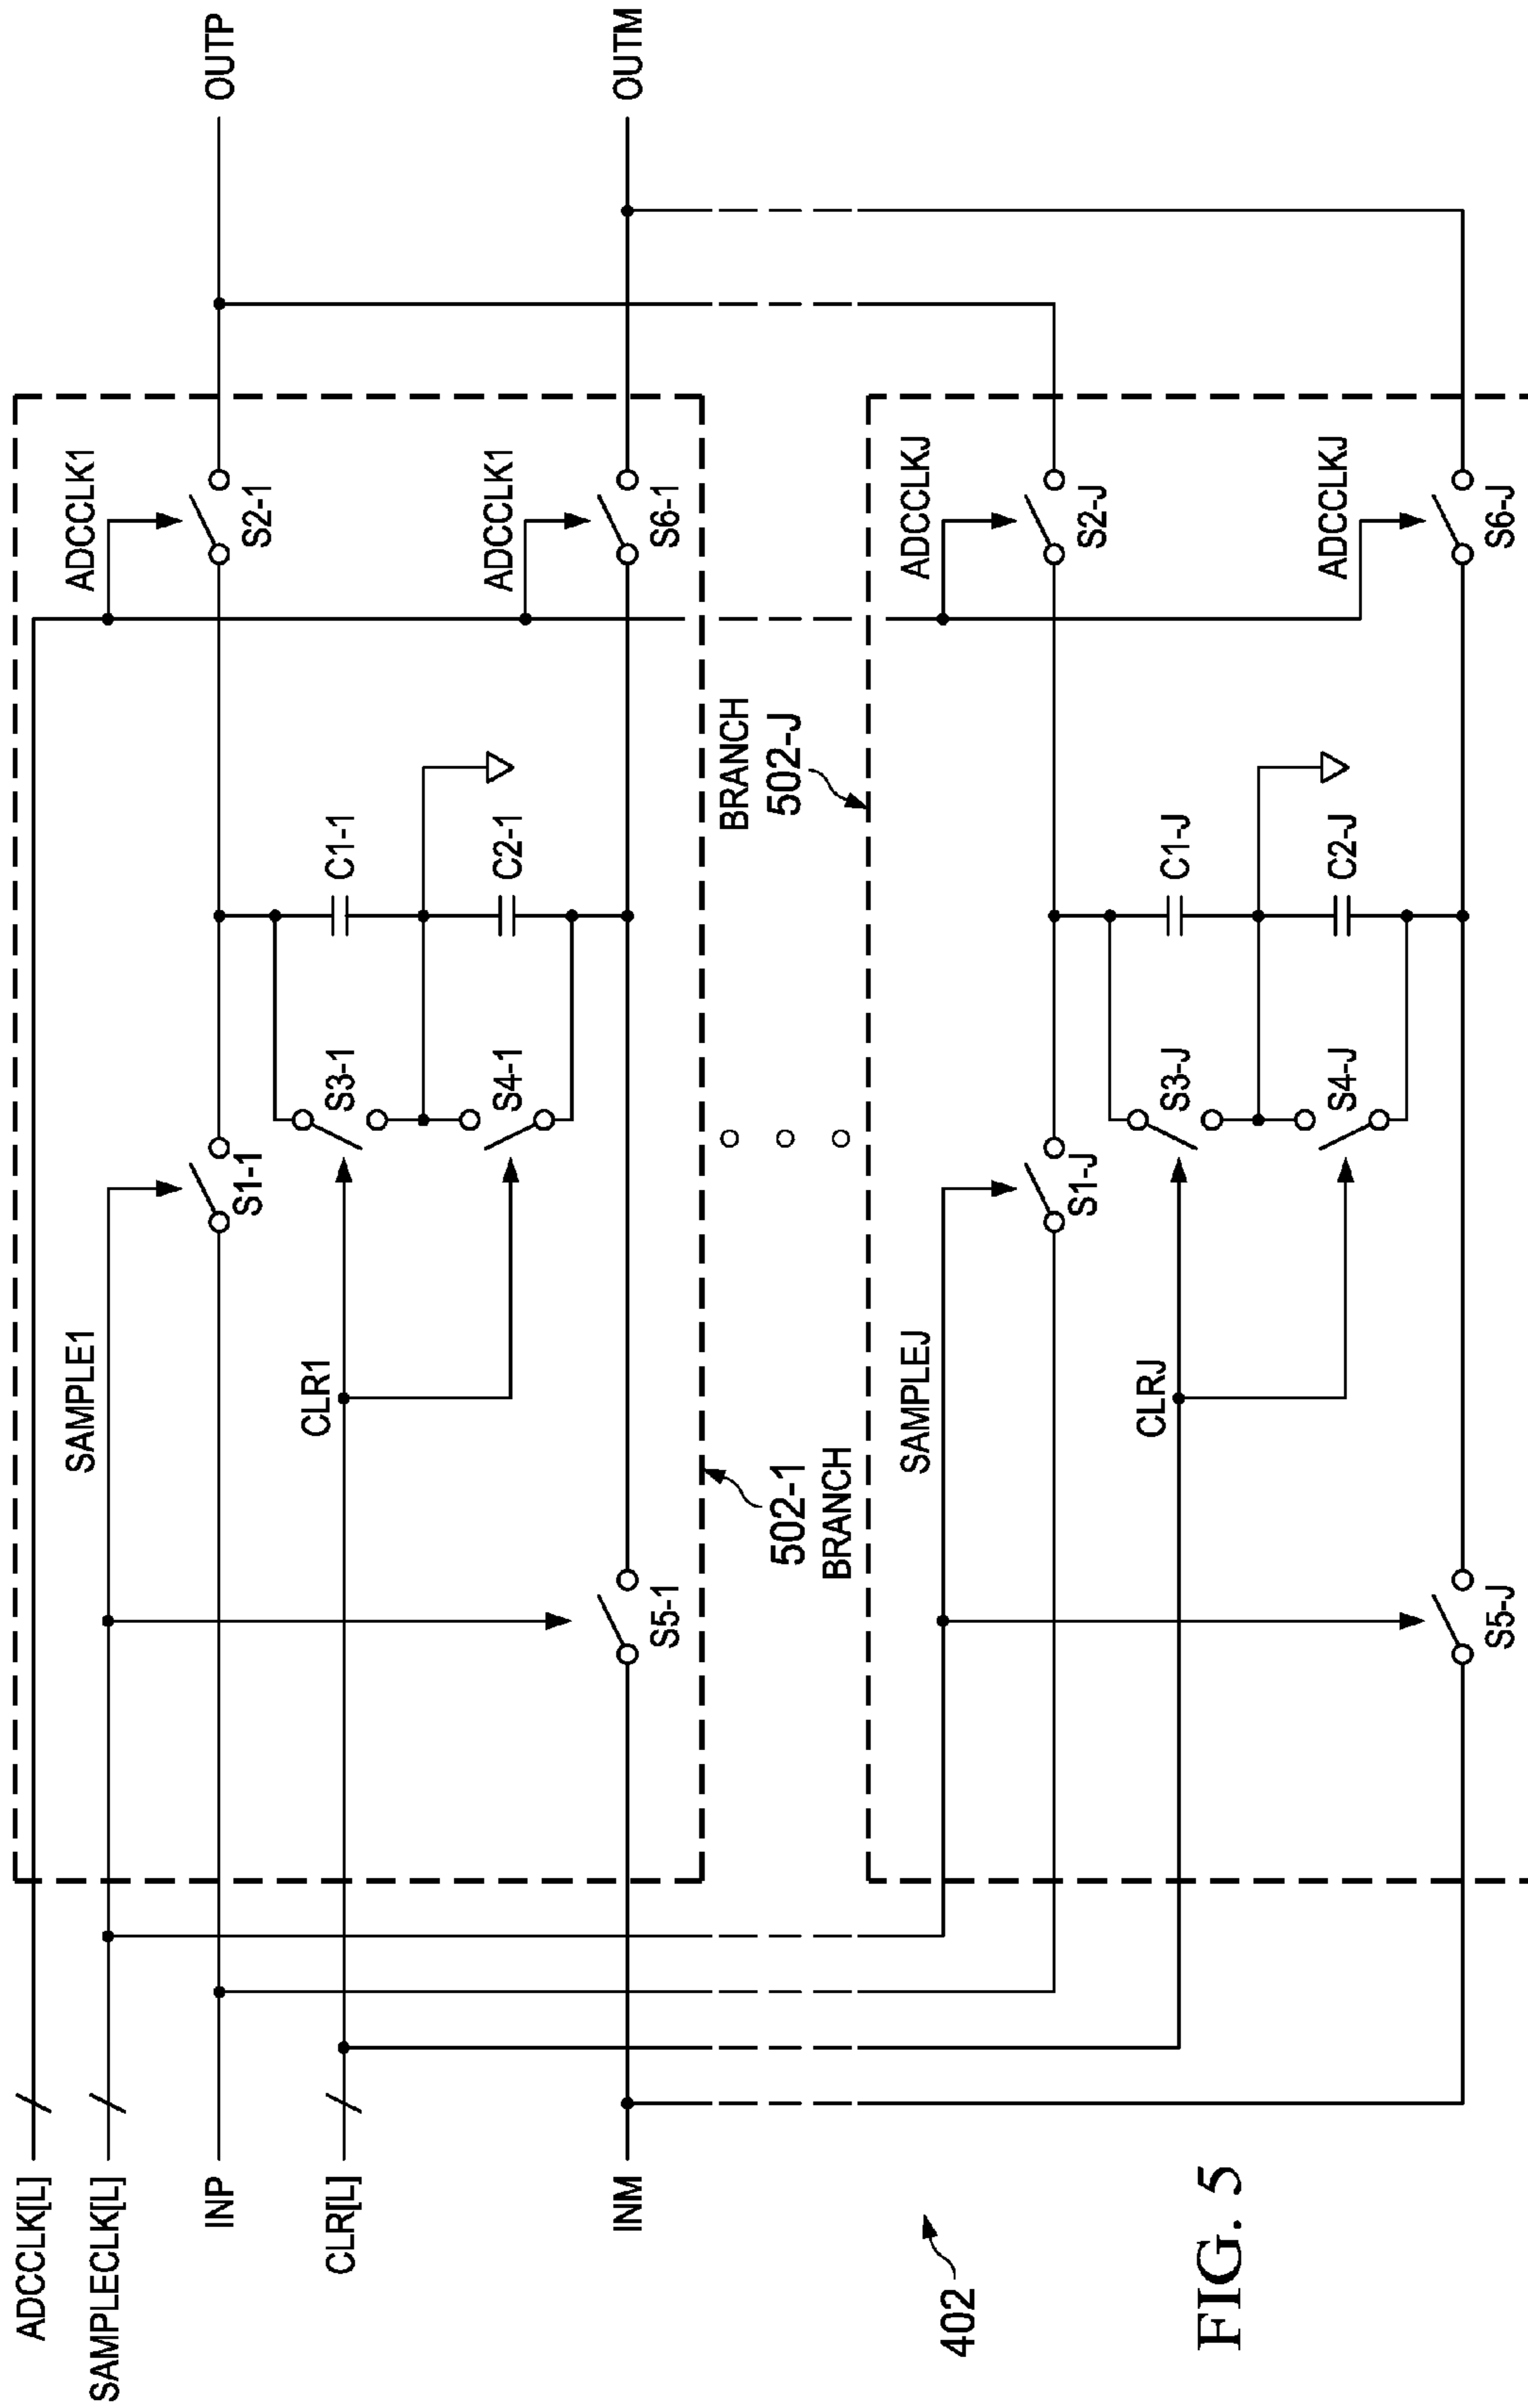 ADCCLK[L]
SAMPLECLK[L]
INP
CLR[L]
INM
SAMPLE1
S1-1
CLR1
S3-1
S4-1
S5-1
C1-1
C2-1
ADCCLK1
S2-1
ADCCLK1
S6-1
OUTP
OUTM
502-1
BRANCH
BRANCH
502-J
SAMPLEJ
S1-J
CLRJ
S3-J
S4-J
S5-J
C1-J
C2-J
ADCCLKJ
S2-J
ADCCLKJ
S6-J
402
FIG. 5